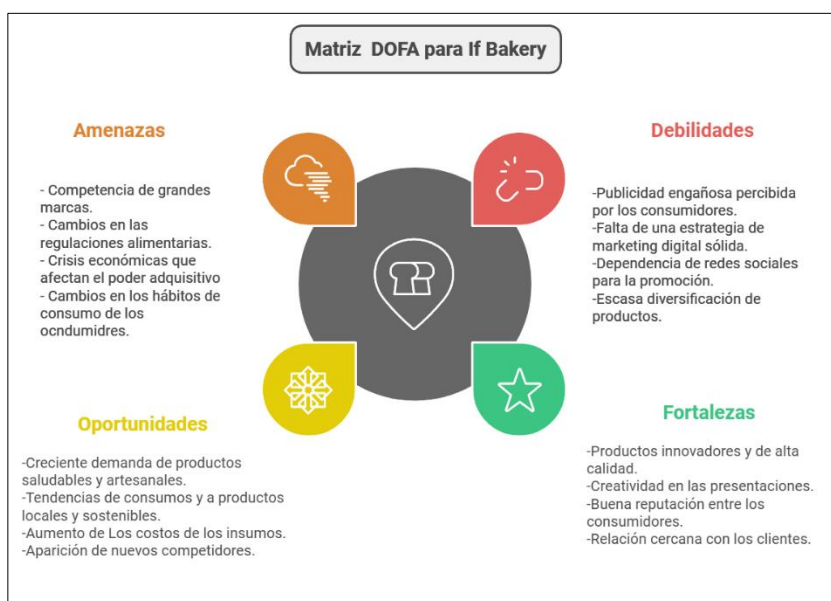 Matriz DOFA para If Bakery
Amenazas
- Competencia de grandes
marcas.
- Cambios en las
regulaciones alimentarias.
- Crisis económicas que
afectan el poder adquisitivo
- Cambios en los hábitos de
consumo de los
ocndumidres.
Debilidades
-Publicidad engañosa percibida
por los consumidores.
-Falta de una estrategia de
marketing digital sólida.
-Dependencia de redes sociales
para la promoción.
-Escasa diversificación de
productos.
Oportunidades
-Creciente demanda de productos
saludables y artesanales.
-Tendencias de consumos y a productos
locales y sostenibles.
-Aumento de Los costos de los insumos.
-Aparición de nuevos competidores.
Fortalezas
-Productos innovadores y de alta
calidad.
-Creatividad en las presentaciones.
-Buena reputación entre los
consumidores.
-Relación cercana con los clientes.